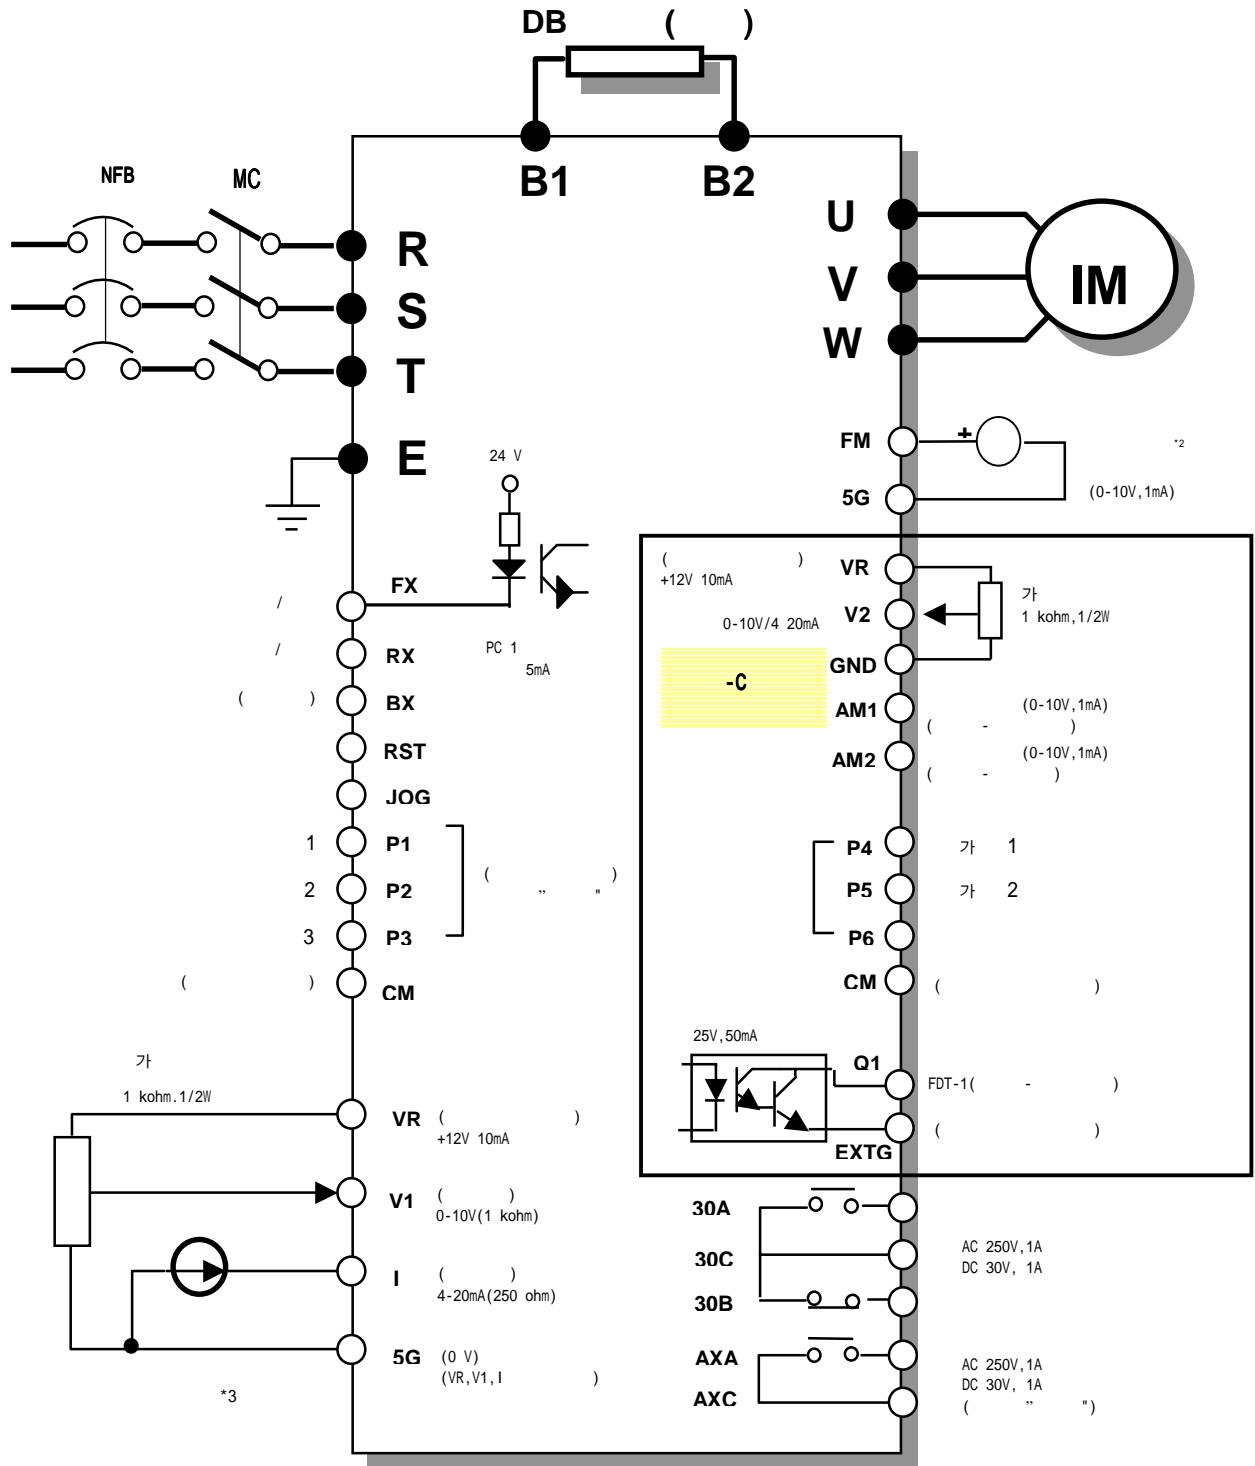 DB ( )
B1 B2
NFB MC
R
S
T
E
U
V
W
IM
24 V
FM + *2
5G (0-10V,1mA)
FX
/
/ RX
PC 1
5mA
( ) BX
RST
JOG
1 P1
2 P2
3 P3
( )
” "
( ) CM
가
1 kohm.1/2W
VR ( )
+12V 10mA
V1 ( )
0-10V(1 kohm)
I ( )
4-20mA(250 ohm)
5G (0 V)
(VR,V1,I )
*3
( ) VR
+12V 10mA
가
1 kohm,1/2W
0-10V/4 20mA V2
GND
-C
AM1 (0-10V,1mA)
( - )
AM2 (0-10V,1mA)
( - )
P4 가 1
P5 가 2
P6
CM ( )
25V,50mA
Q1 FDT-1( - )
EXTG ( )
30A
30C AC 250V,1A
DC 30V, 1A
30B
AXA AC 250V,1A
DC 30V, 1A
AXC ( ” ")